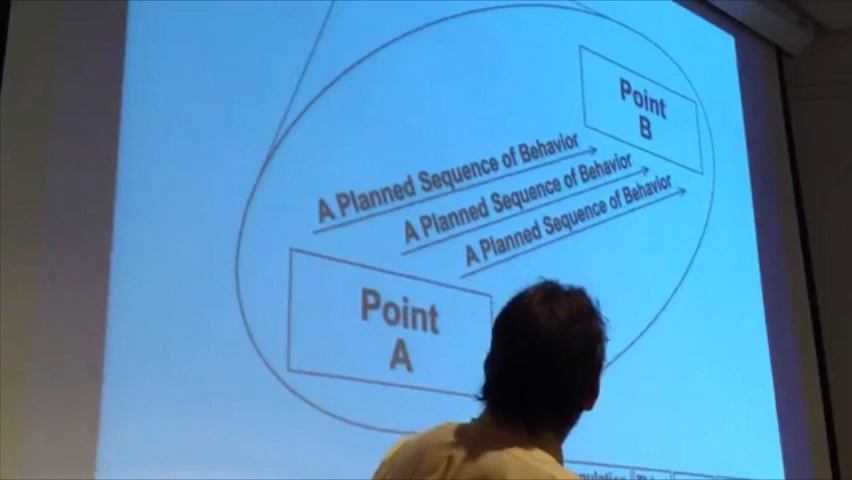 Point
B
A Planned Sequence of Behavior
A Planned Sequence of Behavior
A Planned Sequence of Behavior
Point
A